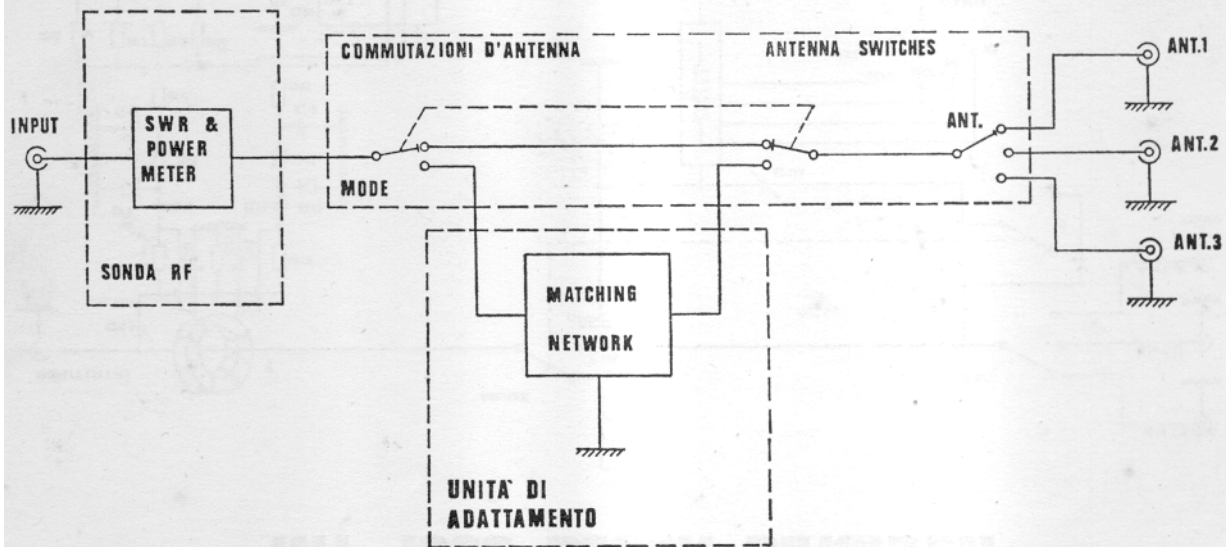 COMMUTAZIONI D'ANTENNA
ANTENNA SWITCHES
ANT.1
INPUT
SWR &
POWER
METER
ANT.
ANT.2
MODE
ANT.3
SONDA RF
MATCHING
NETWORK
UNITA' DI
ADATTAMENTO